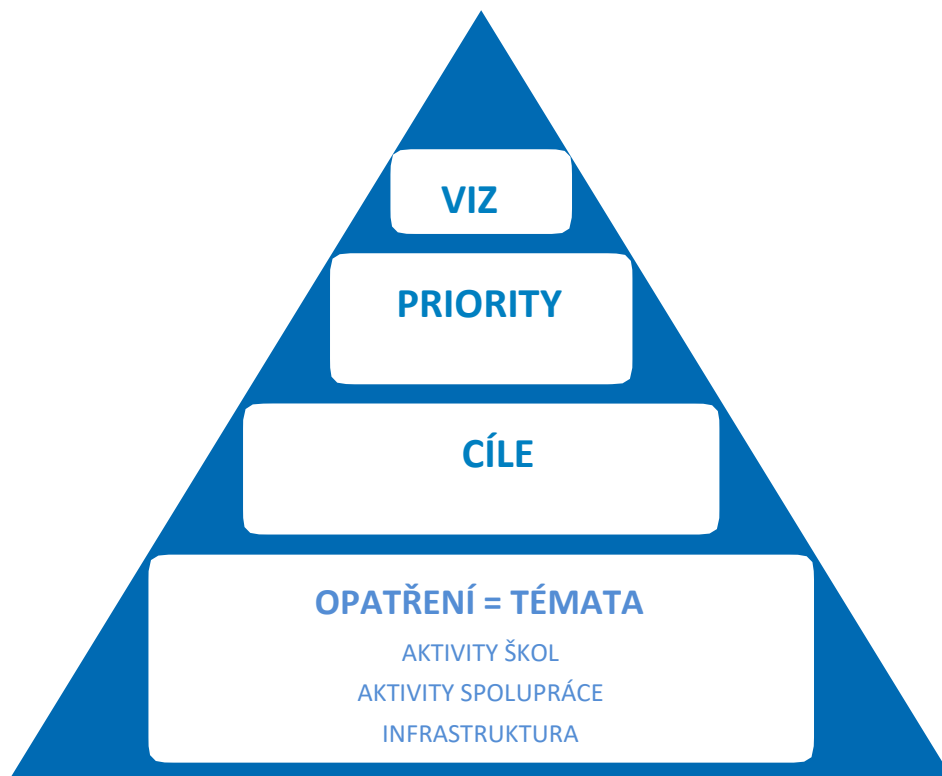 VIZ
PRIORITY
CÍLE
OPATŘENÍ = TÉMATA
AKTIVITY ŠKOL
AKTIVITY SPOLUPRÁCE
INFRASTRUKTURA